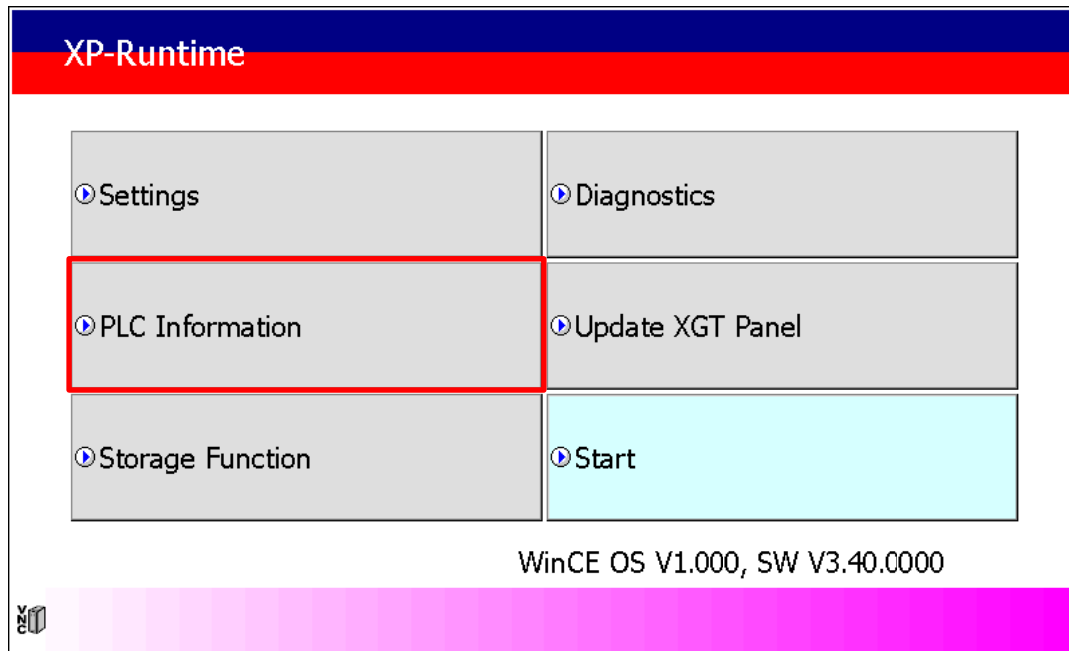 XP-Runtime
Settings
Diagnostics
PLC Information
Update XGT Panel
Storage Function
Start
WinCE OS V1.000, SW V3.40.0000
VNC